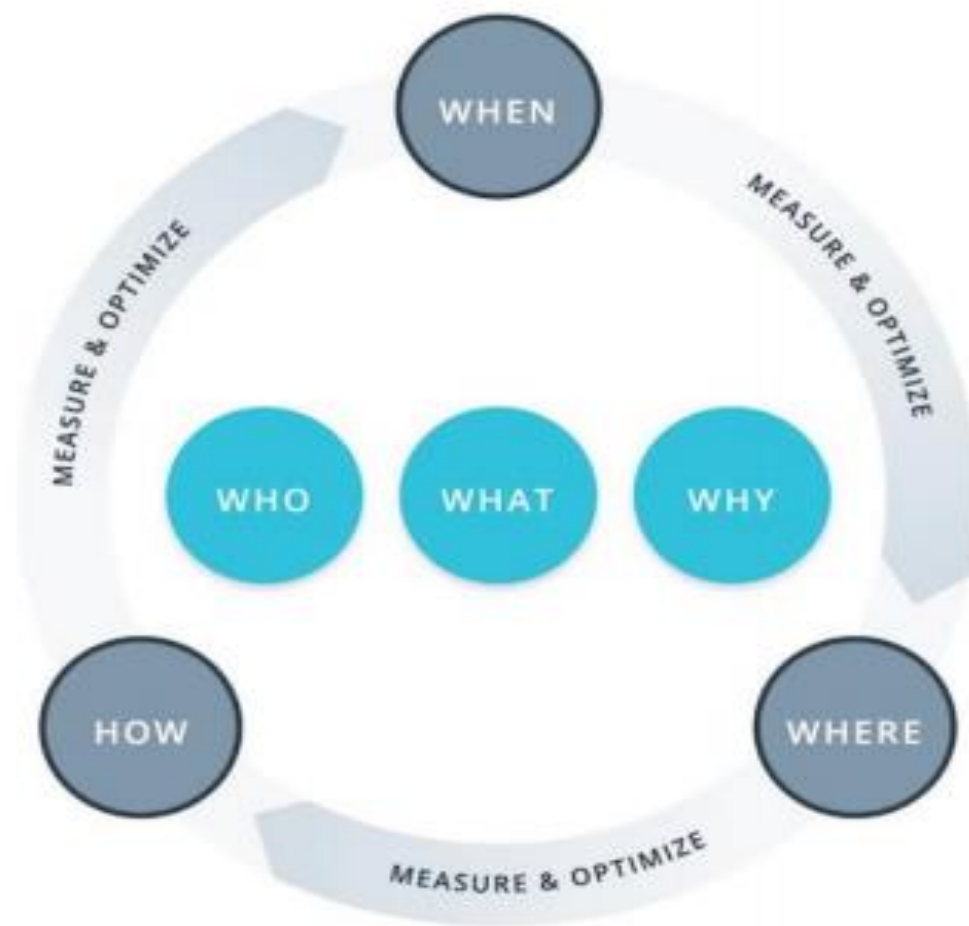 WHEN
MEASURE & OPTIMIZE
MEASURE & OPTIMIZE
WHO
WHAT
WHY
HOW
WHERE
MEASURE & OPTIMIZE